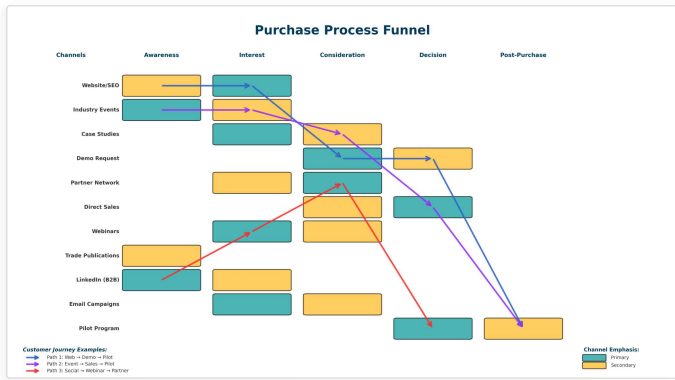 Purchase Process Funnel
Channels Awareness Interest Consideration Decision Post-Purchase
Website/SEO
Industry Events
Case Studies
Demo Request
Partner Network
Direct Sales
Webinars
Trade Publications
LinkedIn (B2B)
Email Campaigns
Pilot Program
Customer Journey Examples:
Path 1: Web → Demo → Pilot
Path 2: Event → Sales → Pilot
Path 3: Social → Webinar → Partner
Channel Emphasis:
Primary
Secondary